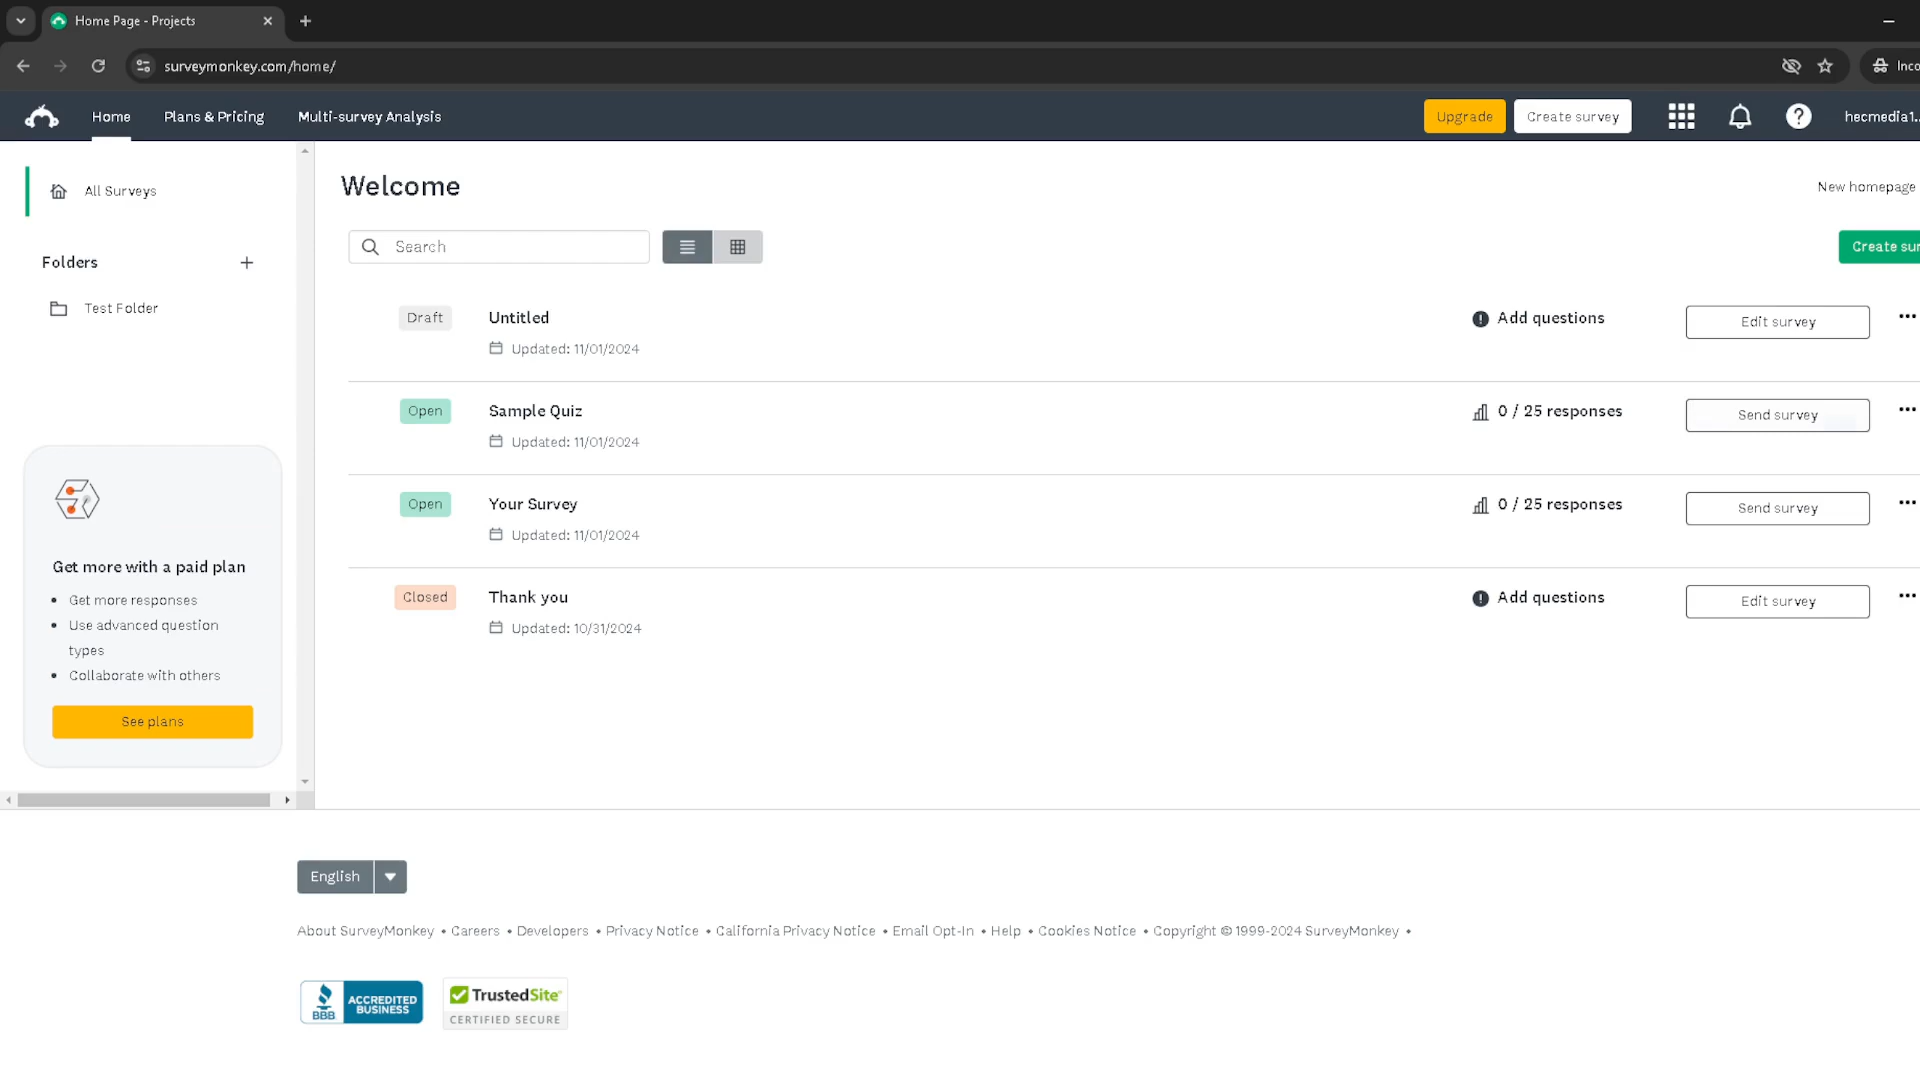 Home Page - Projects
surveymonkey.com/home/
Inco
Home
Plans & Pricing
Multi-survey Analysis
Upgrade
Create survey
hecmedia1...
All Surveys
Folders
Test Folder
Get more with a paid plan
• Get more responses
• Use advanced question
types
• Collaborate with others
See plans
Welcome
New homepage
Search
Create sur
Draft
Untitled
Updated: 11/01/2024
Add questions
Edit survey
Open
Sample Quiz
Updated: 11/01/2024
0 / 25 responses
Send survey
Open
Your Survey
Updated: 11/01/2024
0 / 25 responses
Send survey
Closed
Thank you
Updated: 10/31/2024
Add questions
Edit survey
English
About SurveyMonkey • Careers • Developers • Privacy Notice • California Privacy Notice • Email Opt-In • Help • Cookies Notice • Copyright © 1999-2024 SurveyMonkey •
BBB
ACCREDITED
BUSINESS
TrustedSite
CERTIFIED SECURE